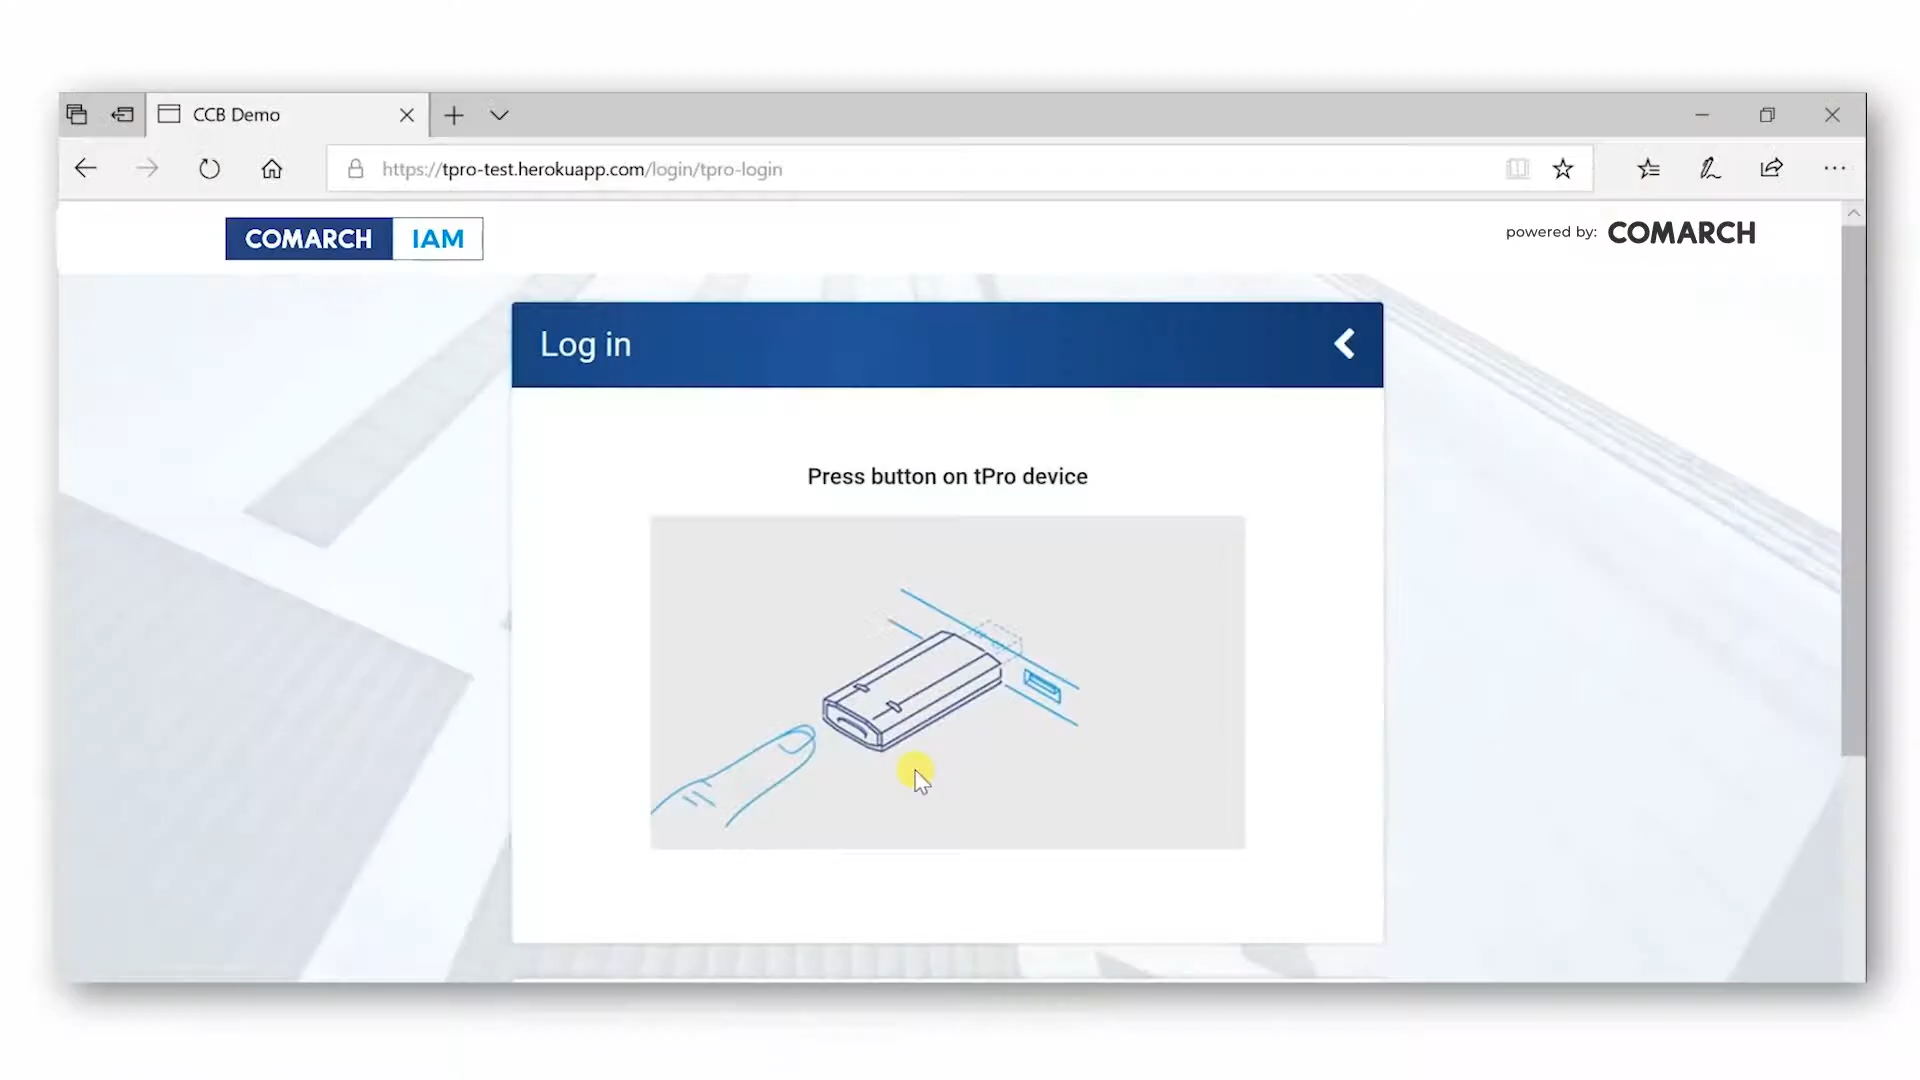 CCB Demo
https://tpro-test.herokuapp.com/login/tpro-login
COMARCH IAM
powered by: COMARCH
Log in
Press button on tPro device